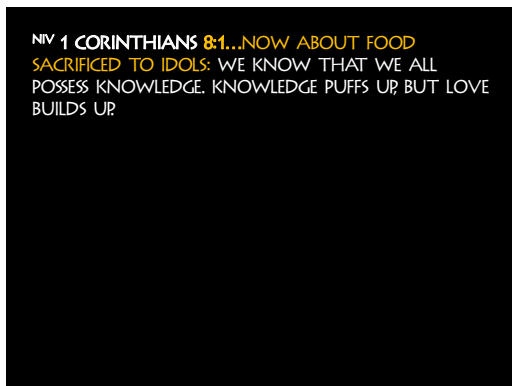 NIV 1 CORINTHIANS 8:1…NOW ABOUT FOOD
SACRIFICED TO IDOLS: WE KNOW THAT WE ALL
POSSESS KNOWLEDGE. KNOWLEDGE PUFFS UP, BUT LOVE
BUILDS UP.